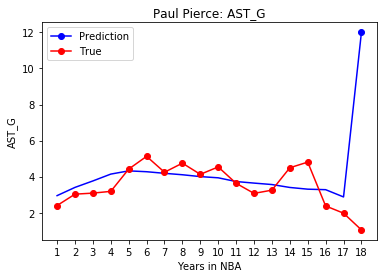 Paul Pierce: AST_G
Prediction
True
AST_G
12
10
8
6
4
2
1 2 3 4 5 6 7 8 9 10 11 12 13 14 15 16 17 18
Years in NBA